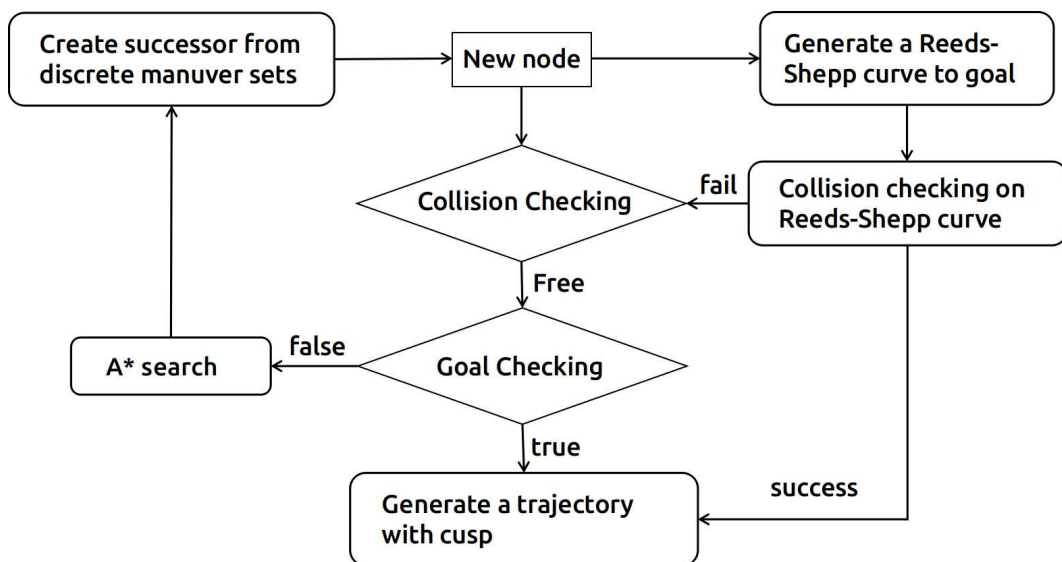 Create successor from
discrete manuver sets
New node
Generate a Reeds-
Shepp curve to goal
Collision Checking
fail
Collision checking on
Reeds-Shepp curve
Free
A* search
false
Goal Checking
true
success
Generate a trajectory
with cusp